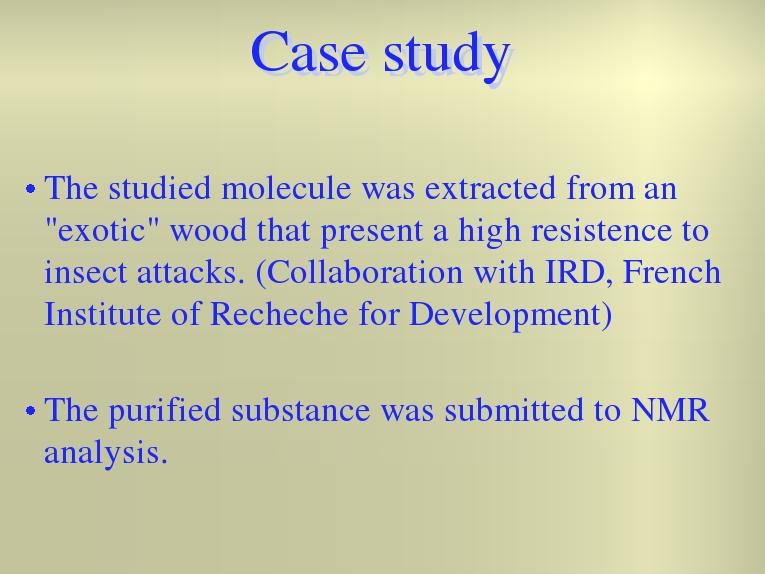 Case study
• The studied molecule was extracted from an
"exotic" wood that present a high resistence to
insect attacks. (Collaboration with IRD, French
Institute of Recheche for Development)
• The purified substance was submitted to NMR
analysis.